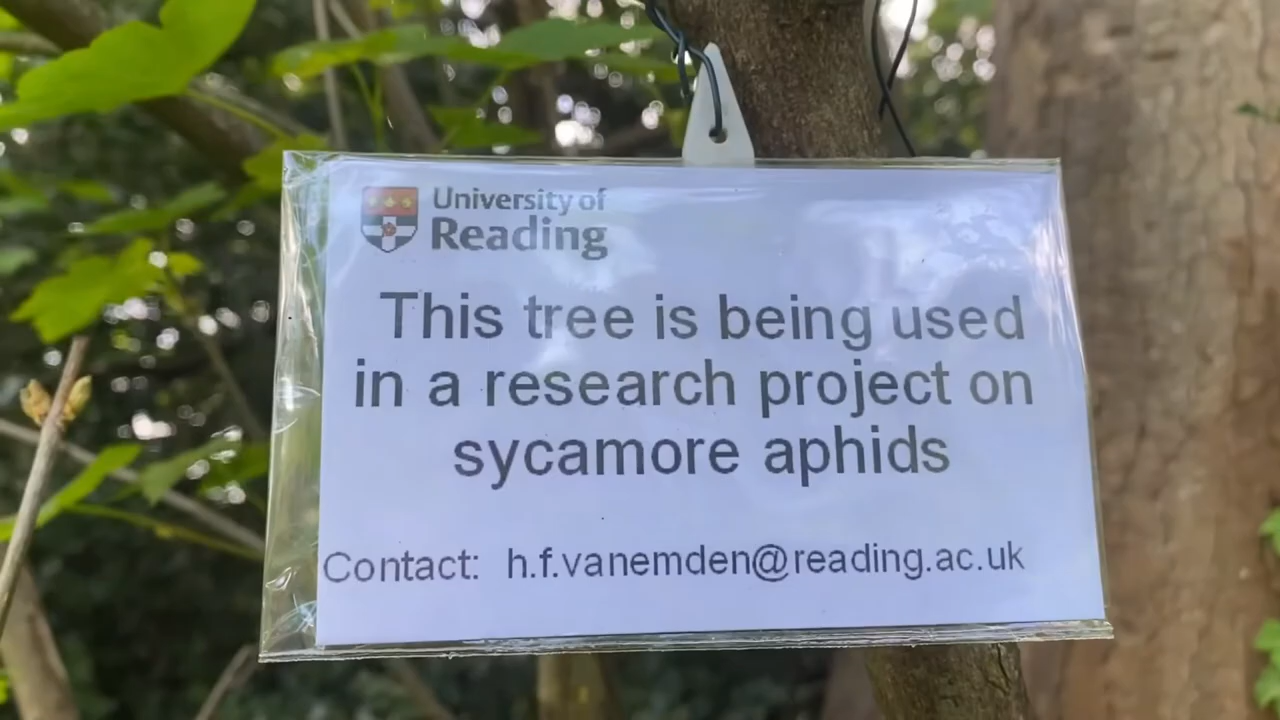 University of
Reading
This tree is being used
in a research project on
sycamore aphids
Contact: h.f.vanemden@reading.ac.uk